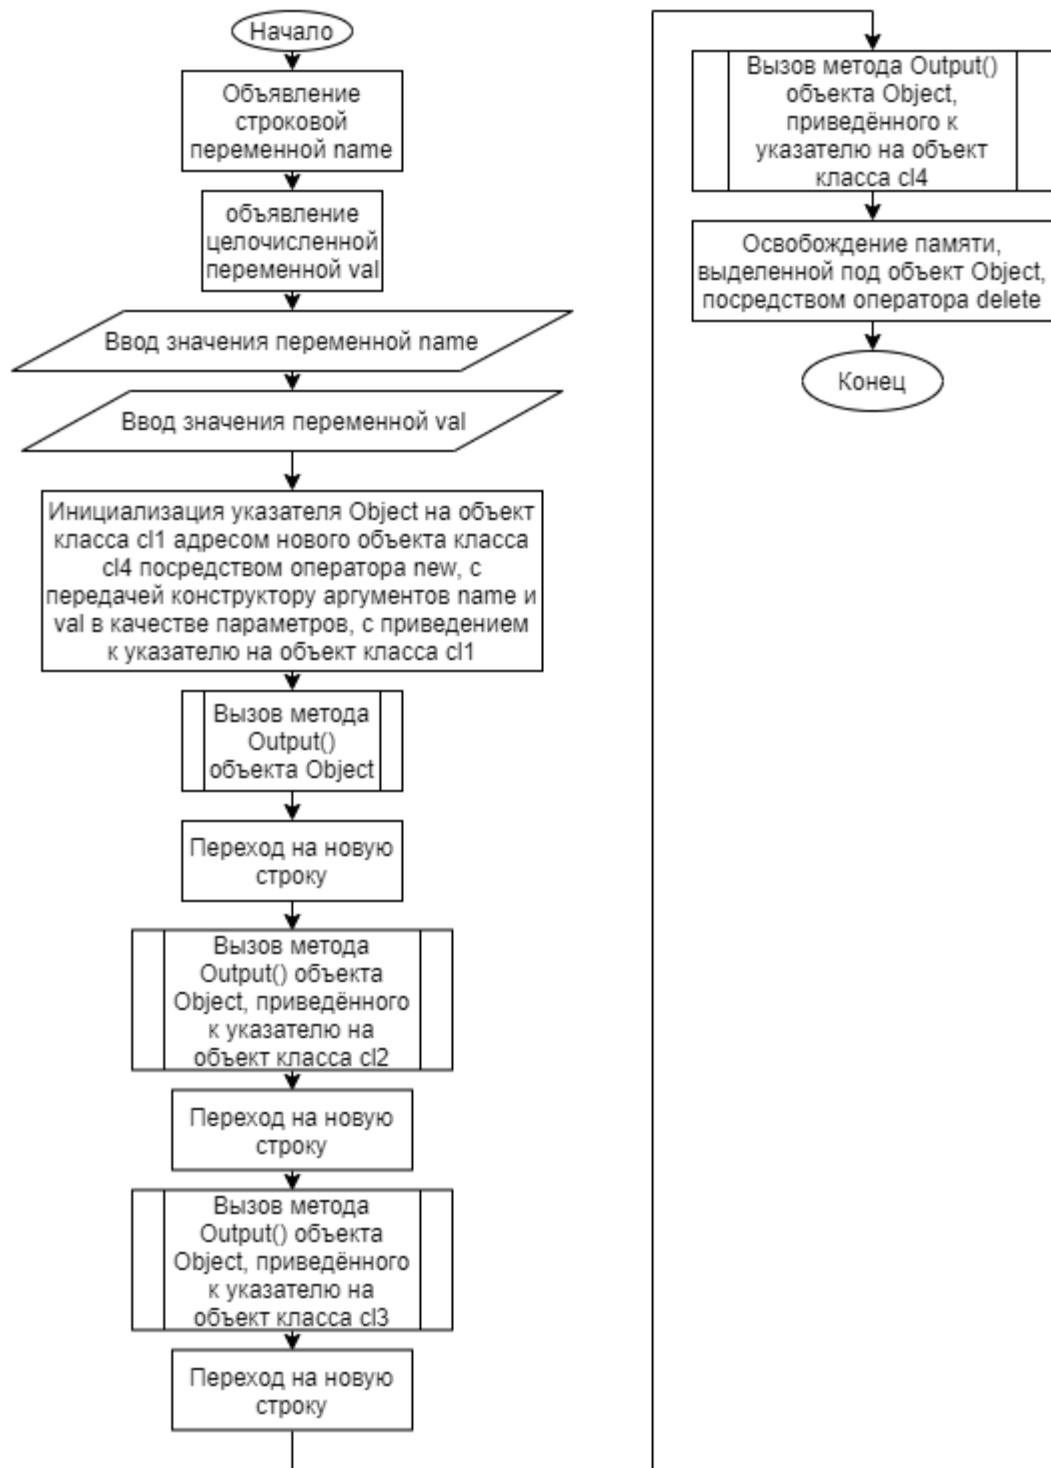 Начало
Объявление
строковой
переменной name
объявление
целочисленной
переменной val
Ввод значения переменной name
Ввод значения переменной val
Инициализация указателя Object на объект
класса cl1 адресом нового объекта класса
cl4 посредством оператора new, с
передачей конструктору аргументов name и
val в качестве параметров, с приведением
к указателю на объект класса cl1
Вызов метода
Output()
объекта Object
Переход на новую
строку
Вызов метода
Output() объекта
Object, приведённого
к указателю на
объект класса cl2
Переход на новую
строку
Вызов метода
Output() объекта
Object, приведённого
к указателю на
объект класса cl3
Переход на новую
строку
Вызов метода Output()
объекта Object,
приведённого к
указателю на объект
класса cl4
Освобождение памяти,
выделенной под объект Object,
посредством оператора delete
Конец